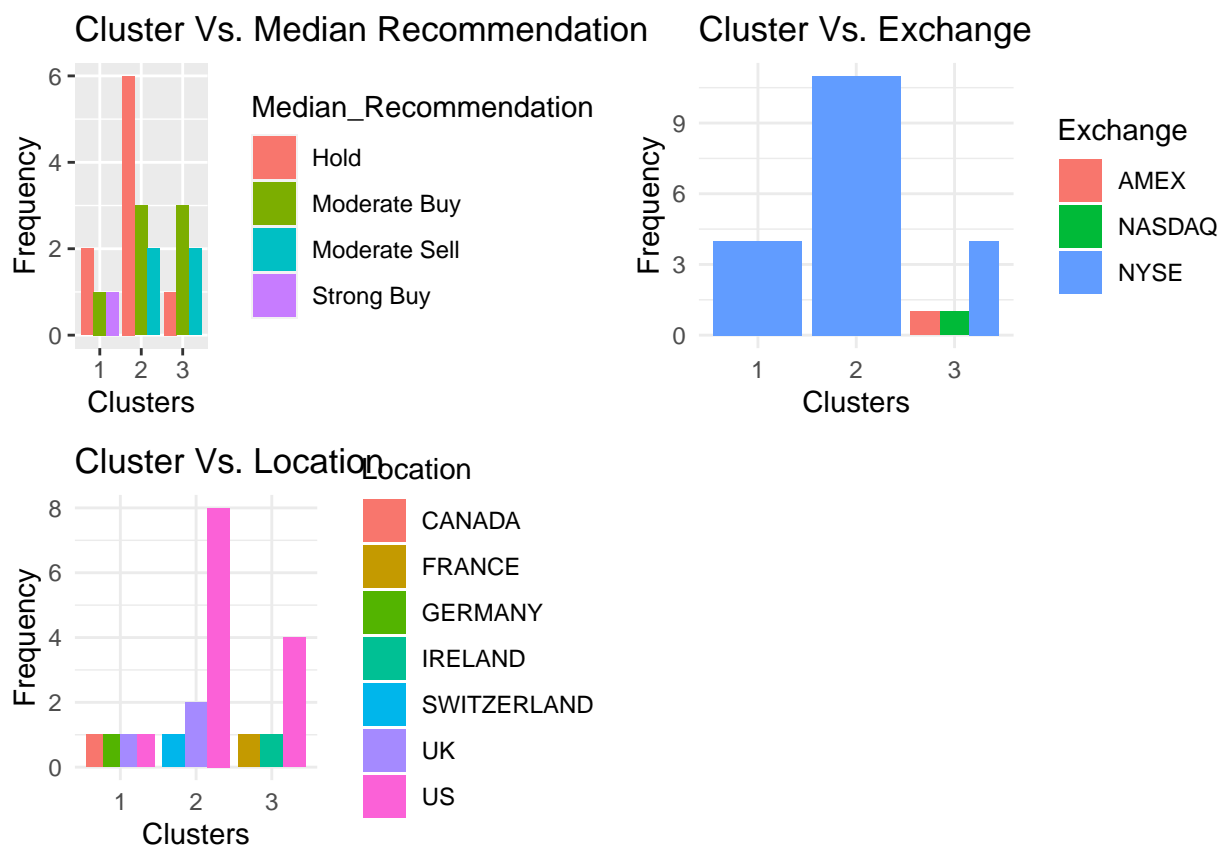 Cluster Vs. Median Recommendation
Frequency
6
4
2
0
1 2 3
Clusters
Median_Recommendation
Hold
Moderate Buy
Moderate Sell
Strong Buy
Cluster Vs. Exchange
Frequency
9
6
3
0
1 2 3
Clusters
Exchange
AMEX
NASDAQ
NYSE
Cluster Vs. Location
Frequency
8
6
4
2
0
1 2 3
Clusters
Location
CANADA
FRANCE
GERMANY
IRELAND
SWITZERLAND
UK
US